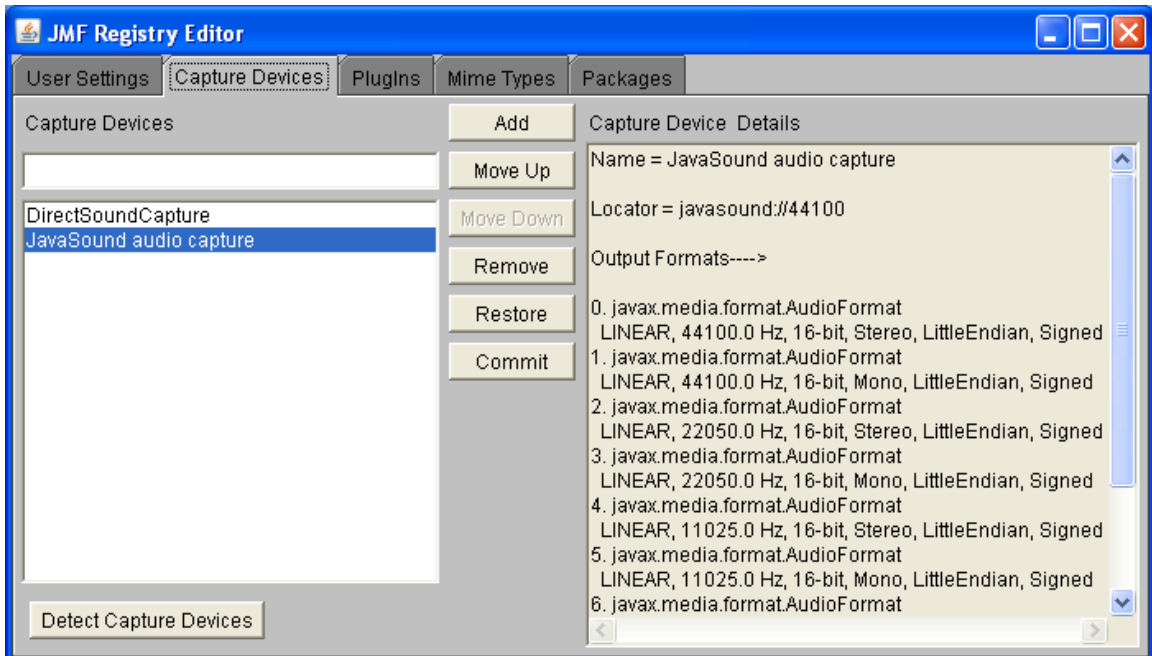 JMF Registry Editor
User Settings
Capture Devices
PlugIns
Mime Types
Packages
Capture Devices
DirectSoundCapture
JavaSound audio capture
Detect Capture Devices
Add
Move Up
Move Down
Remove
Restore
Commit
Capture Device  Details
Name = JavaSound audio capture
Locator = javasound://44100
Output Formats---->
0. javax.media.format.AudioFormat
LINEAR, 44100.0 Hz, 16-bit, Stereo, LittleEndian, Signed
1. javax.media.format.AudioFormat
LINEAR, 44100.0 Hz, 16-bit, Mono, LittleEndian, Signed
2. javax.media.format.AudioFormat
LINEAR, 22050.0 Hz, 16-bit, Stereo, LittleEndian, Signed
3. javax.media.format.AudioFormat
LINEAR, 22050.0 Hz, 16-bit, Mono, LittleEndian, Signed
4. javax.media.format.AudioFormat
LINEAR, 11025.0 Hz, 16-bit, Stereo, LittleEndian, Signed
5. javax.media.format.AudioFormat
LINEAR, 11025.0 Hz, 16-bit, Mono, LittleEndian, Signed
6. javax.media.format.AudioFormat